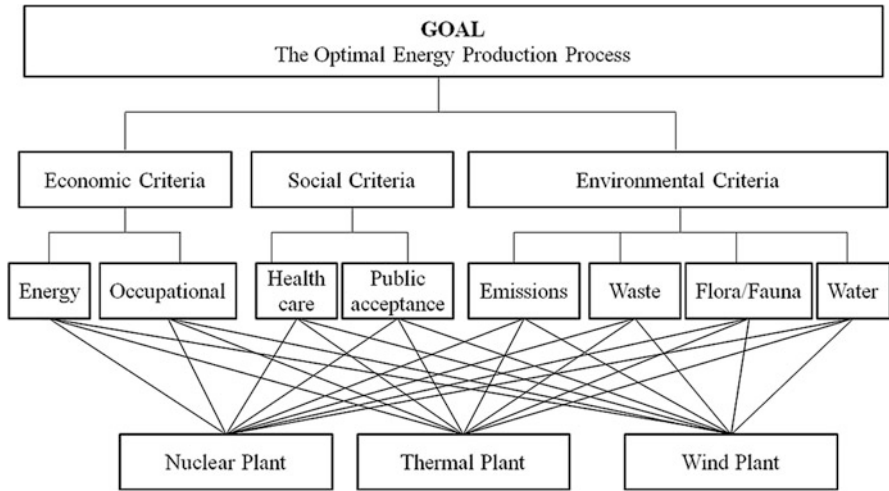 GOAL
The Optimal Energy Production Process
Economic Criteria
Social Criteria
Environmental Criteria
Energy
Occupational
Health
care
Public
acceptance
Emissions
Waste
Flora/Fauna
Water
Nuclear Plant
Thermal Plant
Wind Plant